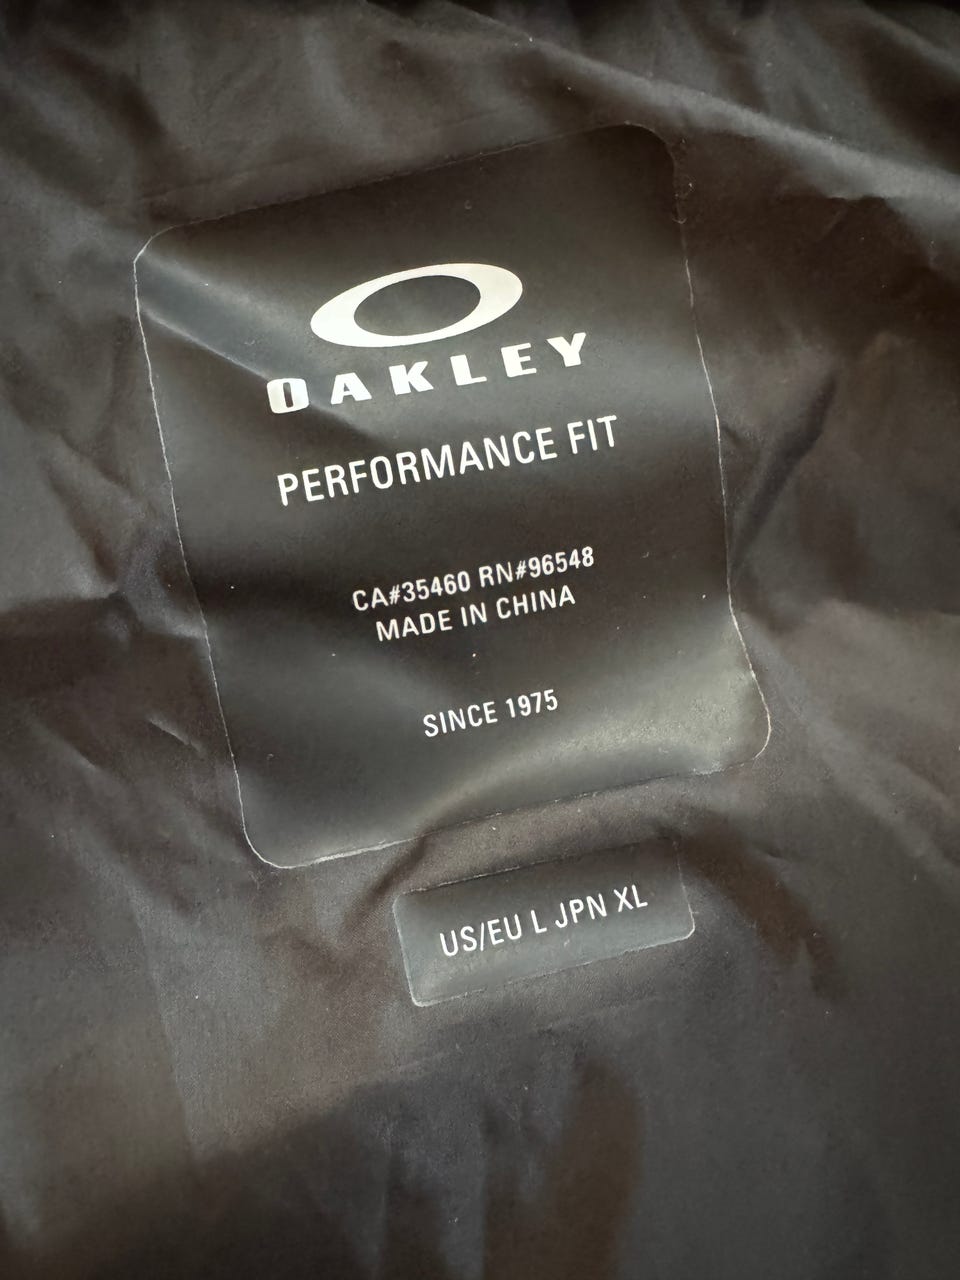 OAKLEY
PERFORMANCE FIT
CA#35460 RN#96548
MADE IN CHINA
SINCE 1975
US/EU L JPN XL